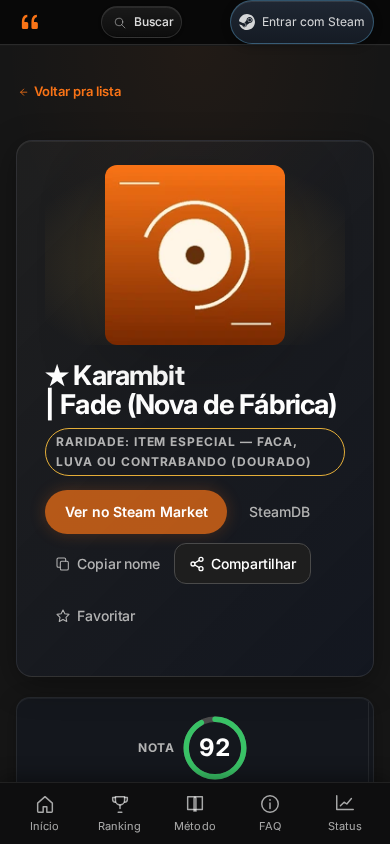 Buscar
Entrar com Steam
← Voltar pra lista
★ Karambit
| Fade (Nova de Fábrica)
RARIDADE: ITEM ESPECIAL — FACA,
LUVA OU CONTRABANDO (DOURADO)
Ver no Steam Market
SteamDB
Copiar nome
Compartilhar
Favoritar
NOTA
92
Início
Ranking
Método
FAQ
Status